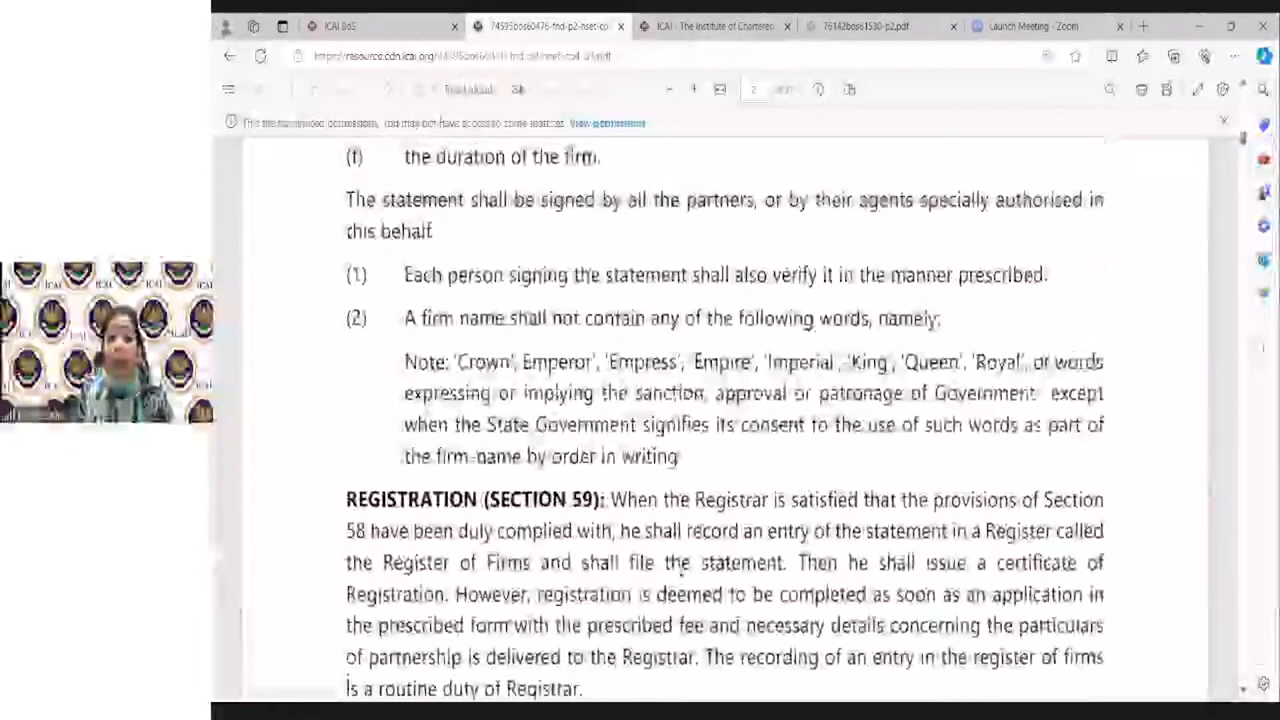 ICAI BoS
74595bos60476-fnd-p2-nset-co
ICAI - The Institute of Chartered
76142bos61530-p2.pdf
Launch Meeting - Zoom
2
(f) the duration of the firm.
The statement shall be signed by all the partners, or by their agents specially authorised in
this behalf
(1) Each person signing the statement shall also verify it in the manner prescribed.
(2) A firm name shall not contain any of the following words, namely;
Note: 'Crown', Emperor', 'Empress', Empire', 'Imperial, 'King', 'Queen', 'Royal', or words
expressing or implying the sanction, approval or patronage of Government except
when the State Government signifies its consent to the use of such words as part of
the firm-name by order in writing
REGISTRATION (SECTION 59): When the Registrar is satisfied that the provisions of Section
58 have been duly complied with, he shall record an entry of the statement in a Register called
the Register of Firms and shall file the statement. Then he shall issue a certificate of
Registration. However, registration is deemed to be completed as soon as an application in
the prescribed form with the prescribed fee and necessary details concerning the particulars
of partnership is delivered to the Registrar. The recording of an entry in the register of firms
is a routine duty of Registrar.